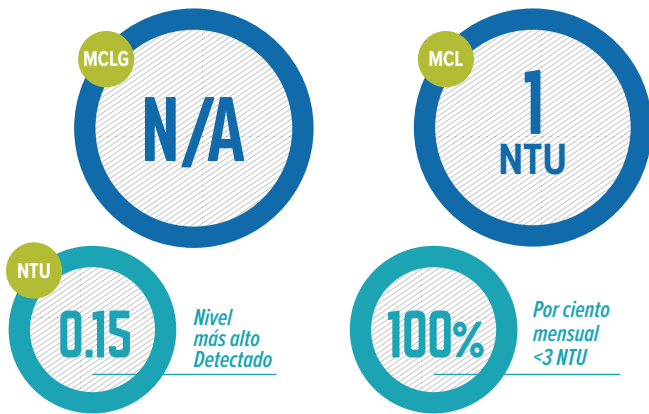 MCLG
N/A
MCL
1
NTU
NTU
0.15
Nivel
más alto
Detectado
100%
Por ciento
mensual
<3 NTU